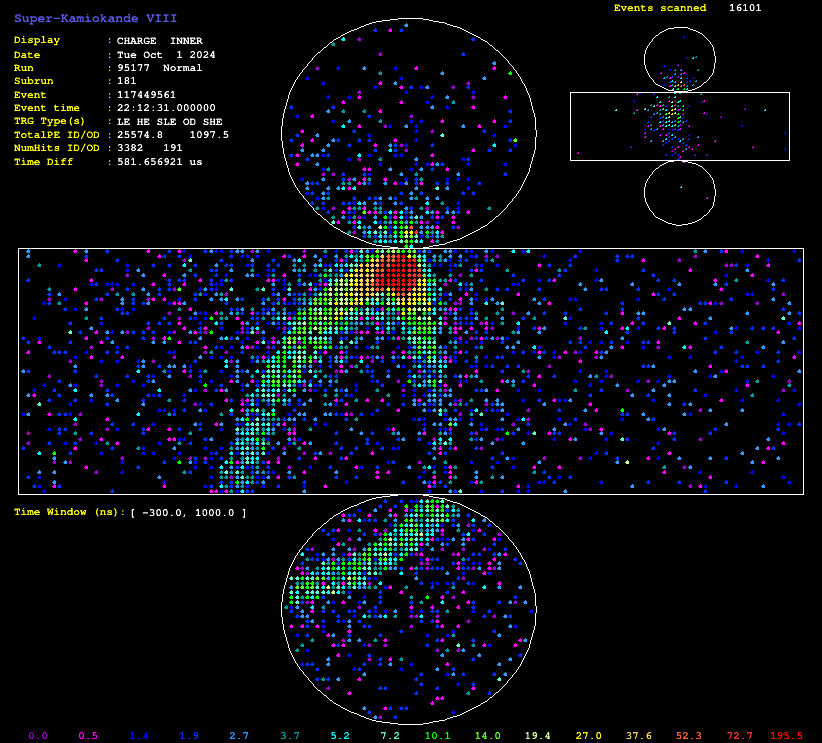 Super-Kamiokande VIII
Events scanned 16101
Display : CHARGE INNER
Date : Tue Oct 1 2024
Run : 95177 Normal
Subrun : 181
Event : 117449561
Event time : 22:12:31.000000
TRG Type(s) : LE HE SLE OD SHE
TotalPE ID/OD : 25574.8 1097.5
NumHits ID/OD : 3382 191
Time Diff : 581.656921 us
Time Window (ns): [ -300.0, 1000.0 ]
0.0 0.5 1.4 1.9 2.7 3.7 5.2 7.2 10.1 14.0 19.4 27.0 37.6 52.3 72.7 195.5